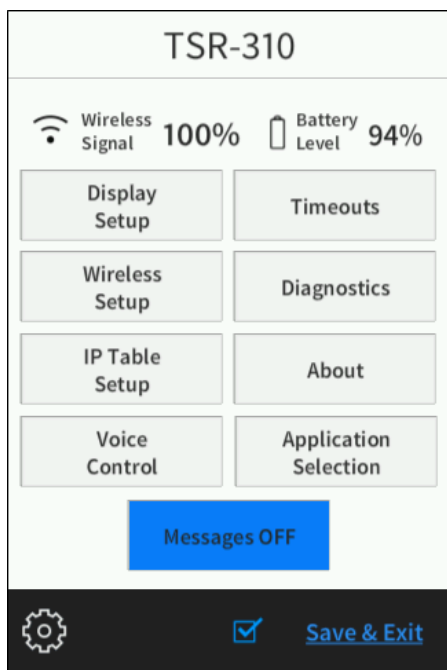 TSR-310
Wireless
Signal 100%
Battery
Level 94%
Display
Setup
Timeouts
Wireless
Setup
Diagnostics
IP Table
Setup
About
Voice
Control
Application
Selection
Messages OFF
Save & Exit